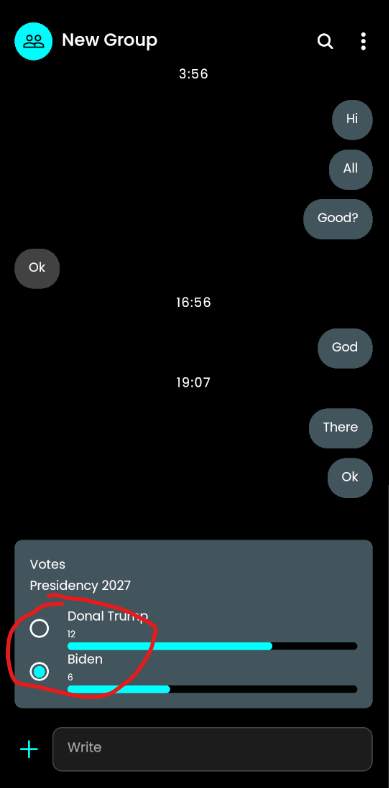 New Group
3:56
Hi
All
Good?
Ok
16:56
God
19:07
There
Ok
Votes
Presidency 2027
Donal Trump
12
Biden
6
Write